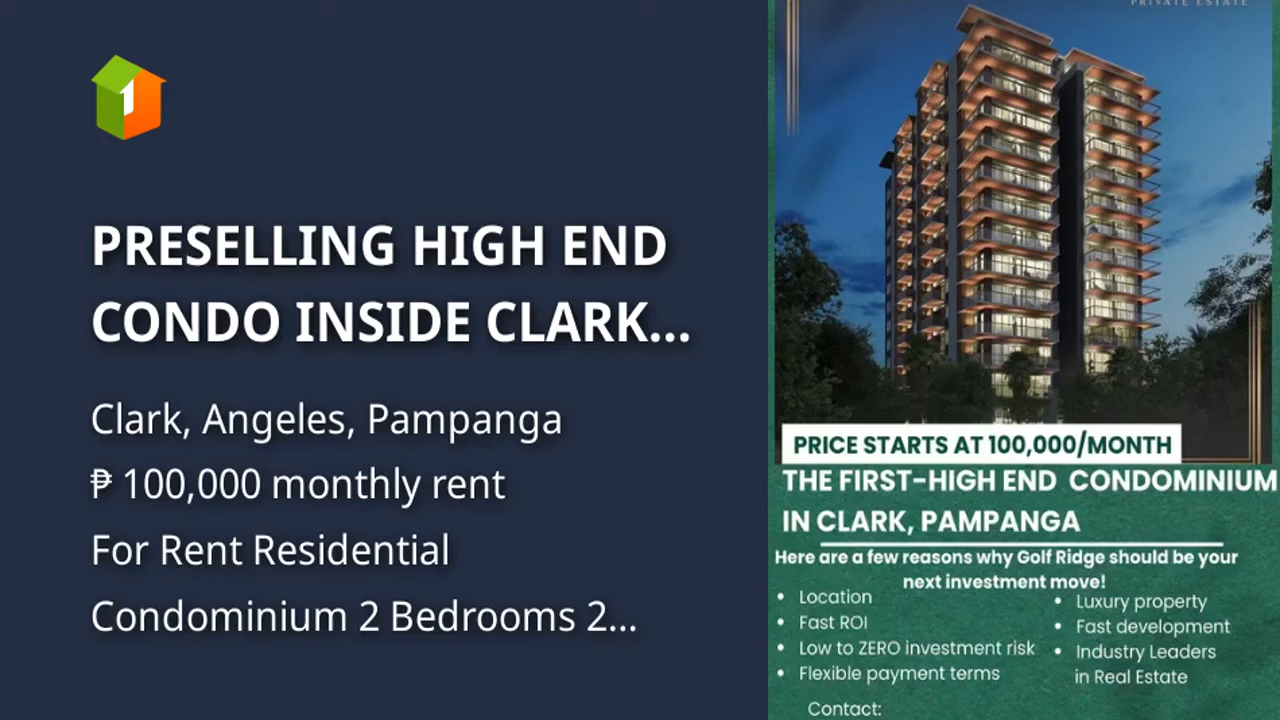 PRESELLING HIGH END
CONDO INSIDE CLARK...
Clark, Angeles, Pampanga
₱ 100,000 monthly rent
For Rent Residential
Condominium 2 Bedrooms 2...
PRIVATE ESTATE
PRICE STARTS AT 100,000/MONTH
THE FIRST-HIGH END CONDOMINIUM
IN CLARK, PAMPANGA
Here are a few reasons why Golf Ridge should be your
next investment move!
• Location
• Fast ROI
• Low to ZERO investment risk
• Flexible payment terms
• Luxury property
• Fast development
• Industry Leaders
in Real Estate
Contact: